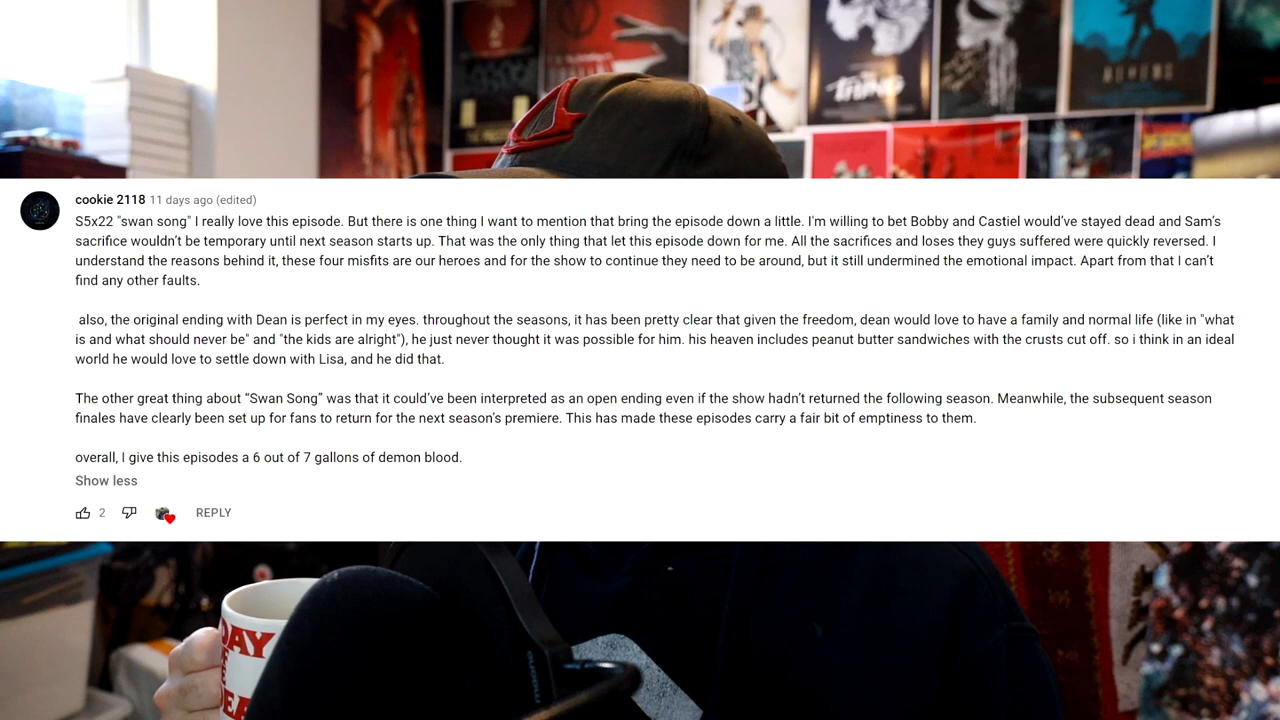 THE
THING
ALIENS
cookie 2118 11 days ago (edited)
S5x22 "swan song" I really love this episode. But there is one thing I want to mention that bring the episode down a little. I'm willing to bet Bobby and Castiel would've stayed dead and Sam's
sacrifice wouldn't be temporary until next season starts up. That was the only thing that let this episode down for me. All the sacrifices and loses they guys suffered were quickly reversed. I
understand the reasons behind it, these four misfits are our heroes and for the show to continue they need to be around, but it still undermined the emotional impact. Apart from that I can't
find any other faults.
also, the original ending with Dean is perfect in my eyes. throughout the seasons, it has been pretty clear that given the freedom, dean would love to have a family and normal life (like in "what
is and what should never be" and "the kids are alright"), he just never thought it was possible for him. his heaven includes peanut butter sandwiches with the crusts cut off. so i think in an ideal
world he would love to settle down with Lisa, and he did that.
The other great thing about “Swan Song” was that it could've been interpreted as an open ending even if the show hadn't returned the following season. Meanwhile, the subsequent season
finales have clearly been set up for fans to return for the next season's premiere. This has made these episodes carry a fair bit of emptiness to them.
overall, I give this episodes a 6 out of 7 gallons of demon blood.
Show less
2
REPLY
DAY